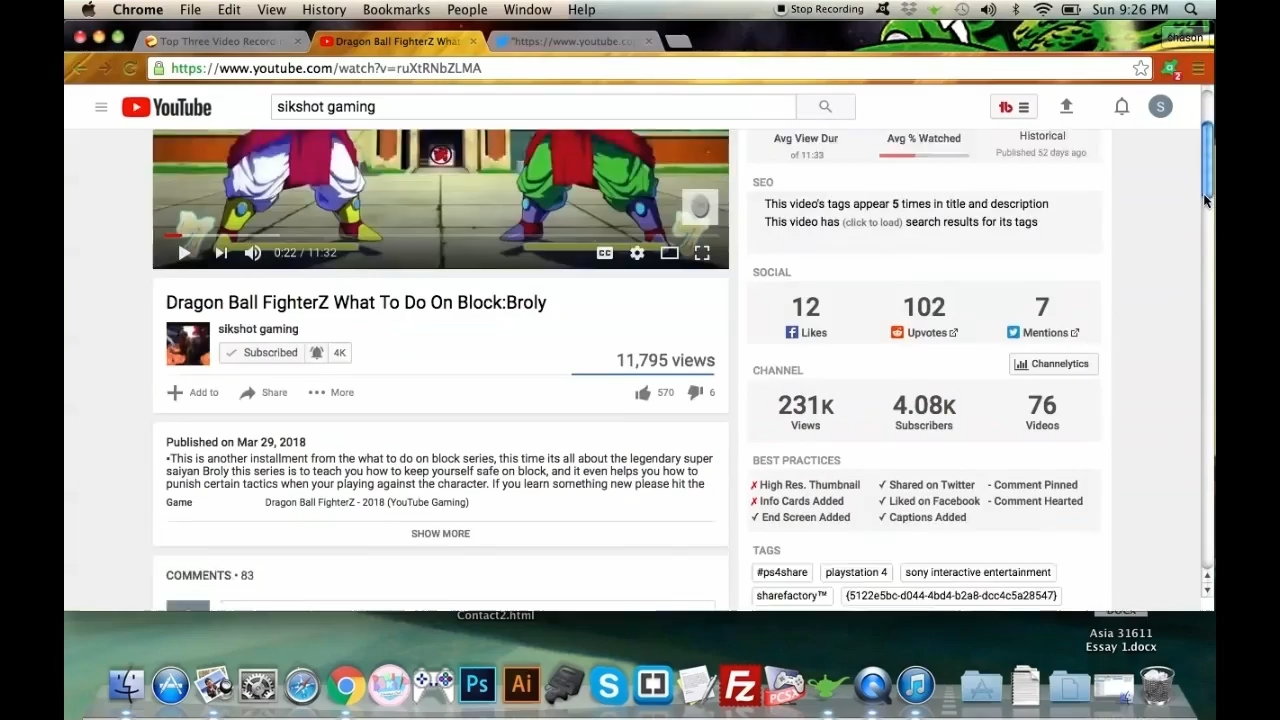 Chrome File Edit View History Bookmarks People Window Help Stop Recording Sun 9:26 PM
Top Three Video Record Dragon Ball FighterZ What "https://www.youtube.co
https://www.youtube.com/watch?v=ruXtRNbZLMA 2
YouTube sikshot gaming tb S
Avg View Dur Avg % Watched Historical
of 11:33 Published 52 days ago
SEO
This video's tags appear 5 times in title and description
This video has (click to load) search results for its tags
0:22 / 11:32 CC
SOCIAL
12 102 7
Likes Upvotes Mentions
Dragon Ball FighterZ What To Do On Block:Broly
sikshot gaming
Subscribed 4K
11,795 views
Add to Share More 570 6
Channelytics
CHANNEL
231K 4.08K 76
Views Subscribers Videos
Published on Mar 29, 2018
•This is another installment from the what to do on block series, this time its all about the legendary super
saiyan Broly this series is to teach you how to keep yourself safe on block, and it even helps you how to
punish certain tactics when your playing against the character. If you learn something new please hit the
Game Dragon Ball FighterZ - 2018 (YouTube Gaming)
SHOW MORE
BEST PRACTICES
✗ High Res. Thumbnail ✓ Shared on Twitter - Comment Pinned
✗ Info Cards Added ✓ Liked on Facebook - Comment Hearted
✓ End Screen Added ✓ Captions Added
TAGS
#ps4share playstation 4 sony interactive entertainment
sharefactory™ {5122e5bc-d044-4bd4-b2a8-dcc4c5a28547}
COMMENTS • 83
Contact2.html
Asia 31611
Essay 1.docx
Ps Ai S Fz PCSX